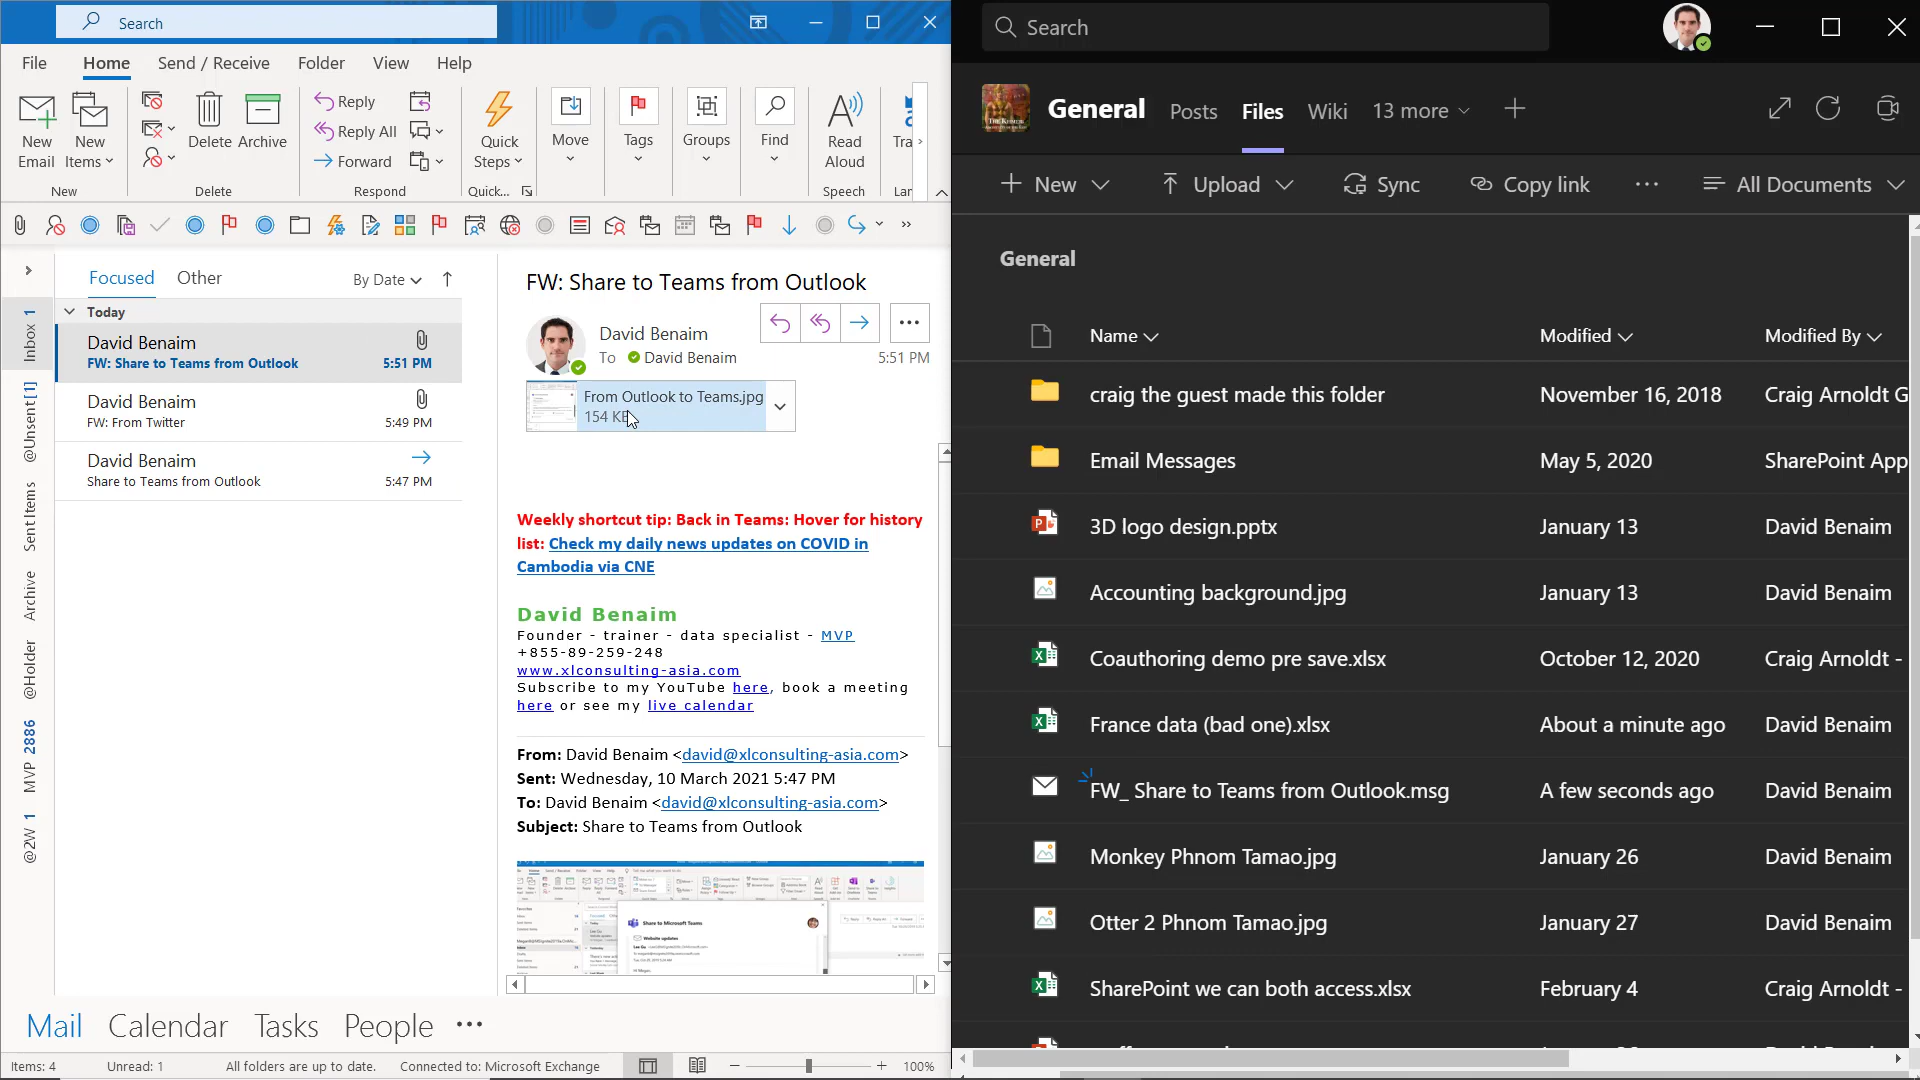 Search
File
Home
Send / Receive
Folder
View
Help
New Email
New Items
Delete
Archive
Reply
Reply All
Forward
Quick Steps
Move
Tags
Groups
Find
Read Aloud
Tra
New
Delete
Respond
Quick...
Speech
Lar
Focused
Other
By Date
Today
David Benaim
FW: Share to Teams from Outlook
5:51 PM
David Benaim
FW: From Twitter
5:49 PM
David Benaim
Share to Teams from Outlook
5:47 PM
Inbox 1
@Unsent [1]
Sent Items
Archive
@Holder
MVP 2886
@2W 1
FW: Share to Teams from Outlook
David Benaim
To David Benaim
5:51 PM
From Outlook to Teams.jpg
154 KB
Weekly shortcut tip: Back in Teams: Hover for history
list: Check my daily news updates on COVID in
Cambodia via CNE
David Benaim
Founder - trainer - data specialist - MVP
+855-89-259-248
www.xlconsulting-asia.com
Subscribe to my YouTube here, book a meeting
here or see my live calendar
From: David Benaim <david@xlconsulting-asia.com>
Sent: Wednesday, 10 March 2021 5:47 PM
To: David Benaim <david@xlconsulting-asia.com>
Subject: Share to Teams from Outlook
Share to Microsoft Teams
Website updates
Mail
Calendar
Tasks
People
Items: 4
Unread: 1
All folders are up to date.
Connected to: Microsoft Exchange
100%
Search
General
Posts
Files
Wiki
13 more
New
Upload
Sync
Copy link
All Documents
General
Name
Modified
Modified By
craig the guest made this folder
November 16, 2018
Craig Arnoldt G
Email Messages
May 5, 2020
SharePoint App
3D logo design.pptx
January 13
David Benaim
Accounting background.jpg
January 13
David Benaim
Coauthoring demo pre save.xlsx
October 12, 2020
Craig Arnoldt -
France data (bad one).xlsx
About a minute ago
David Benaim
FW_ Share to Teams from Outlook.msg
A few seconds ago
David Benaim
Monkey Phnom Tamao.jpg
January 26
David Benaim
Otter 2 Phnom Tamao.jpg
January 27
David Benaim
SharePoint we can both access.xlsx
February 4
Craig Arnoldt -